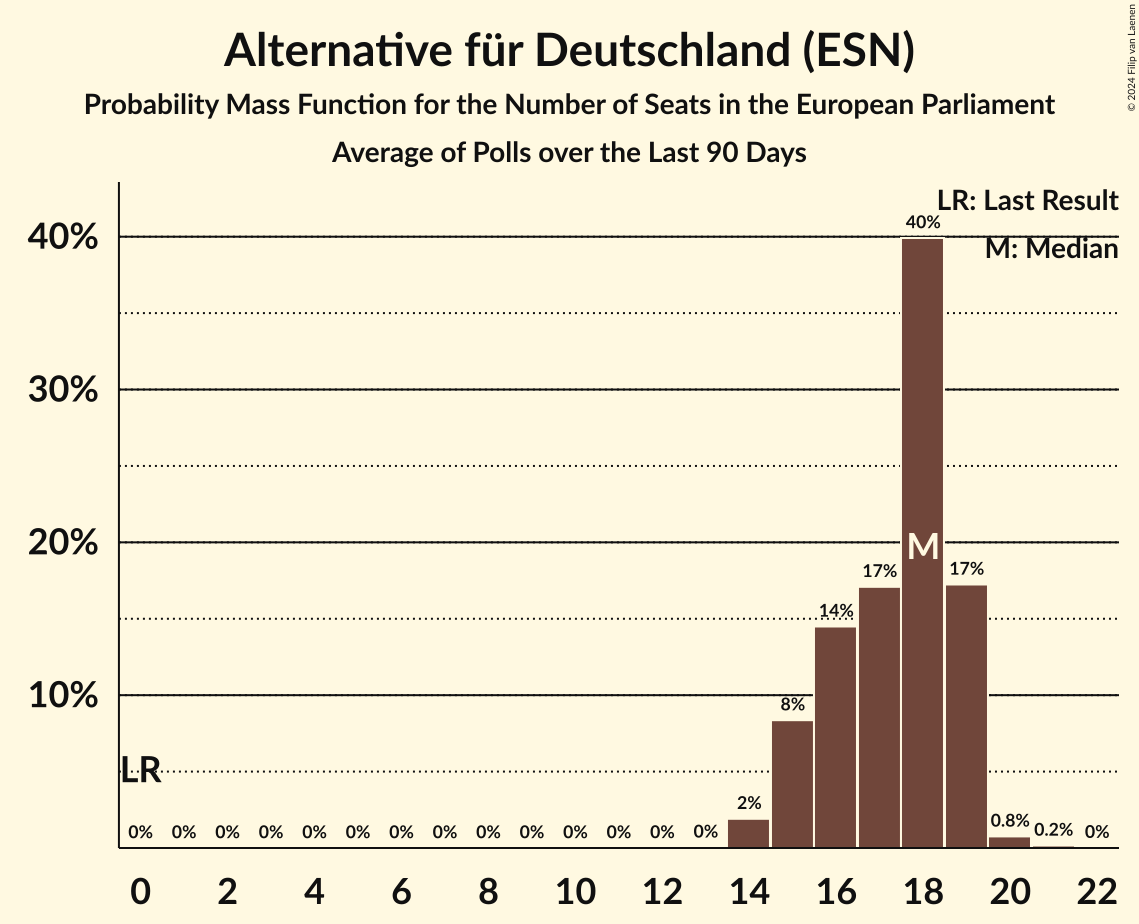 Alternative für Deutschland (ESN)
Probability Mass Function for the Number of Seats in the European Parliament
Average of Polls over the Last 90 Days
© 2024 Filip van Laenen
LR: Last Result
M: Median
40%
30%
20%
10%
LR
0% 0% 0% 0% 0% 0% 0% 0% 0% 0% 0% 0% 0% 0% 2% 8% 14% 17% 40% 17% 0.8% 0.2% 0%
M
0 2 4 6 8 10 12 14 16 18 20 22